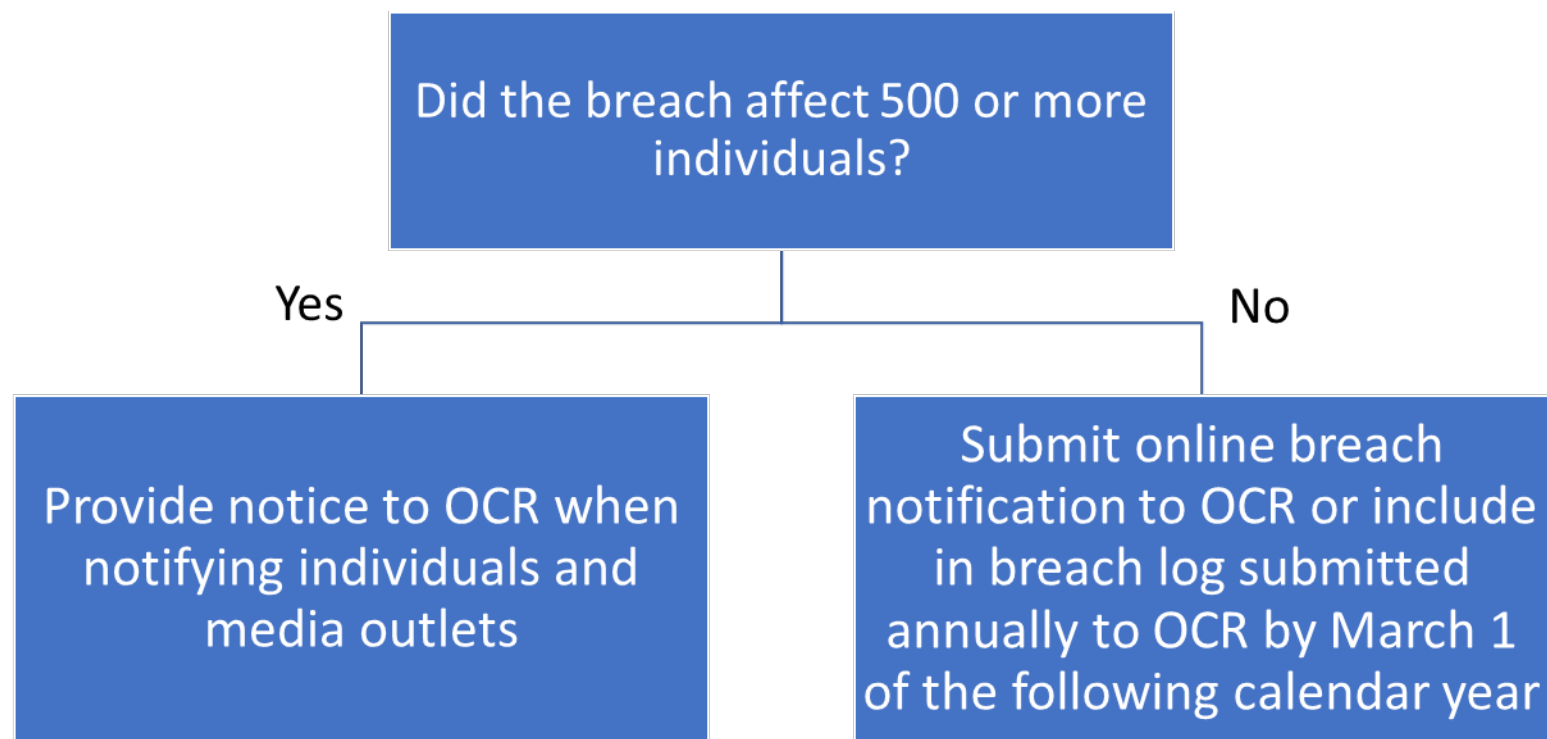 Did the breach affect 500 or more
individuals?
Yes
No
Provide notice to OCR when
notifying individuals and
media outlets
Submit online breach
notification to OCR or include
in breach log submitted
annually to OCR by March 1
of the following calendar year